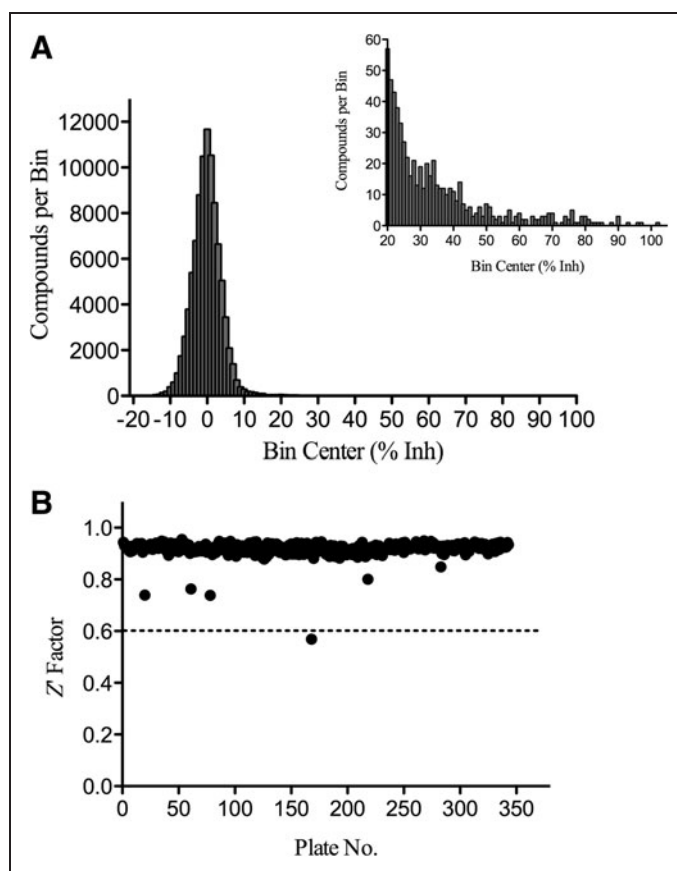 A
12000
10000
8000
6000
4000
2000
0
Compounds per Bin
-20 -10 0 10 20 30 40 50 60 70 80 90 100
Bin Center (% Inh)
60
50
40
30
20
10
0
Compounds per Bin
20 30 40 50 60 70 80 90 100
Bin Center (% Inh)
B
1.0
0.8
0.6
0.4
0.2
0.0
Z' Factor
0 50 100 150 200 250 300 350
Plate No.